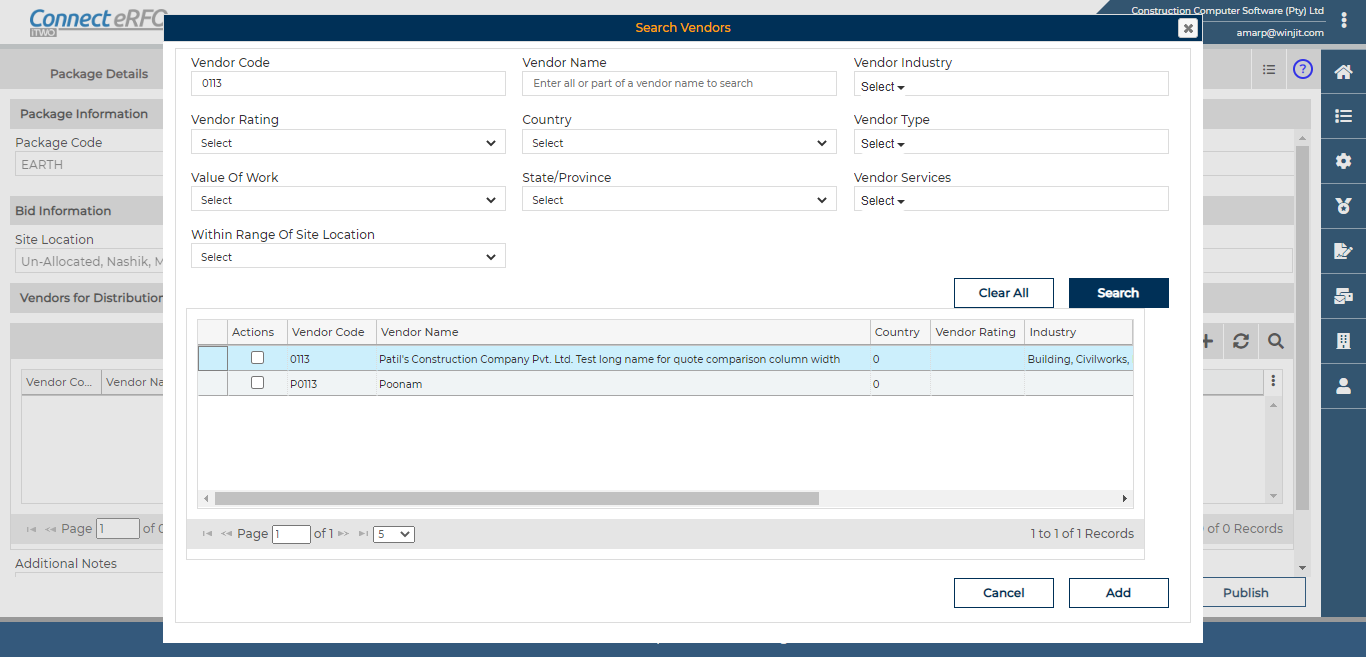 Connect eRFQ
iTWO
Construction Computer Software (Pty) Ltd
amarp@winjit.com
Search Vendors
Package Details
Package Information
Package Code
EARTH
Bid Information
Site Location
Un-Allocated, Nashik, M
Vendors for Distribution
Vendor Co... Vendor Na
Page 1 of 0
Additional Notes
Vendor Code Vendor Name Vendor Industry
0113 Enter all or part of a vendor name to search Select
Vendor Rating Country Vendor Type
Select Select Select
Value Of Work State/Province Vendor Services
Select Select Select
Within Range Of Site Location
Select
Clear All Search
Actions Vendor Code Vendor Name Country Vendor Rating Industry
0113 Patil's Construction Company Pvt. Ltd. Test long name for quote comparison column width 0 Building, Civilworks,
P0113 Poonam 0
Page 1 of 1 5 1 to 1 of 1 Records
Cancel Add
?
of 0 Records
Publish